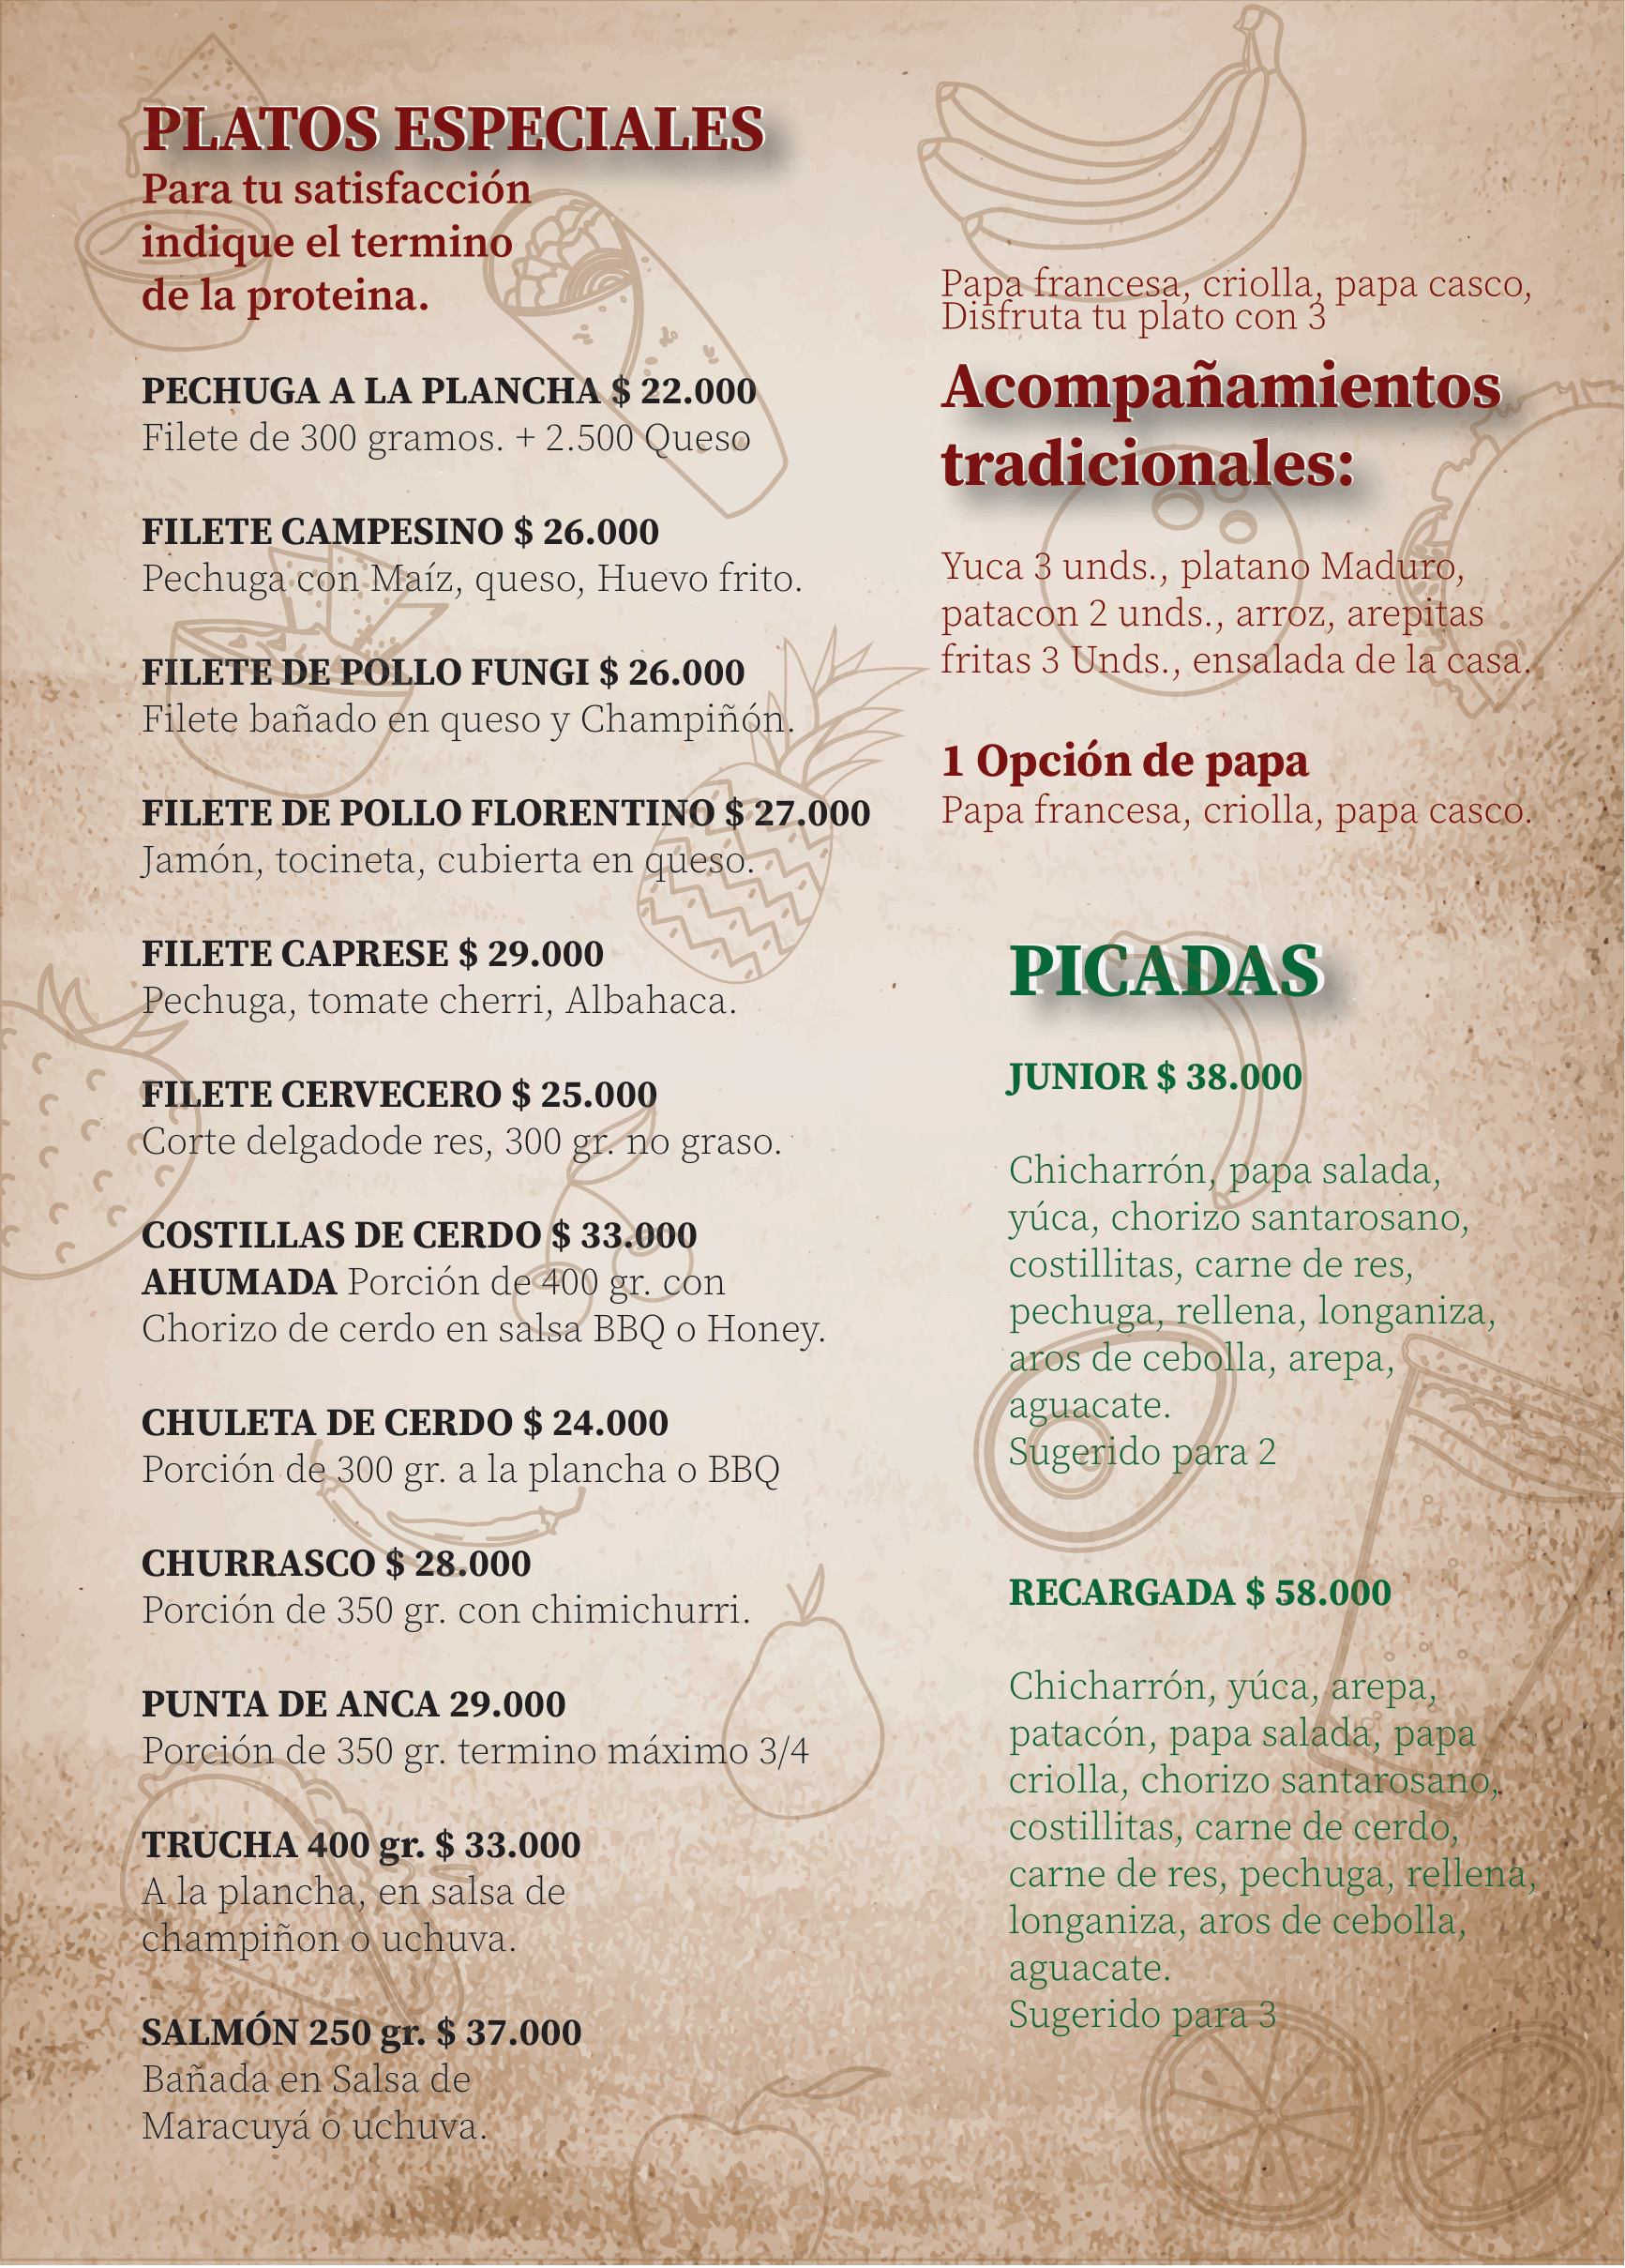 PLATOS ESPECIALES
Para tu satisfacción
indique el termino
de la proteina.
PECHUGA A LA PLANCHA $ 22.000
Filete de 300 gramos. + 2.500 Queso
FILETE CAMPESINO $ 26.000
Pechuga con Maíz, queso, Huevo frito.
FILETE DE POLLO FUNGI $ 26.000
Filete bañado en queso y Champiñón.
FILETE DE POLLO FLORENTINO $ 27.000
Jamón, tocineta, cubierta en queso.
FILETE CAPRESE $ 29.000
Pechuga, tomate cherri, Albahaca.
FILETE CERVECERO $ 25.000
Corte delgadode res, 300 gr. no graso.
COSTILLAS DE CERDO $ 33.000
AHUMADA Porción de 400 gr. con
Chorizo de cerdo en salsa BBQ o Honey.
CHULETA DE CERDO $ 24.000
Porción de 300 gr. a la plancha o BBQ
CHURRASCO $ 28.000
Porción de 350 gr. con chimichurri.
PUNTA DE ANCA 29.000
Porción de 350 gr. termino máximo 3/4
TRUCHA 400 gr. $ 33.000
A la plancha, en salsa de
champiñon o uchuva.
SALMÓN 250 gr. $ 37.000
Bañada en Salsa de
Maracuyá o uchuva.
Papa francesa, criolla, papa casco,
Disfruta tu plato con 3
Acompañamientos
tradicionales:
Yuca 3 unds., platano Maduro,
patacon 2 unds., arroz, arepitas
fritas 3 Unds., ensalada de la casa.
1 Opción de papa
Papa francesa, criolla, papa casco.
PICADAS
JUNIOR $ 38.000
Chicharrón, papa salada,
yúca, chorizo santarosano,
costillitas, carne de res,
pechuga, rellena, longaniza,
aros de cebolla, arepa,
aguacate.
Sugerido para 2
RECARGADA $ 58.000
Chicharrón, yúca, arepa,
patacón, papa salada, papa
criolla, chorizo santarosano,
costillitas, carne de cerdo,
carne de res, pechuga, rellena,
longaniza, aros de cebolla,
aguacate.
Sugerido para 3